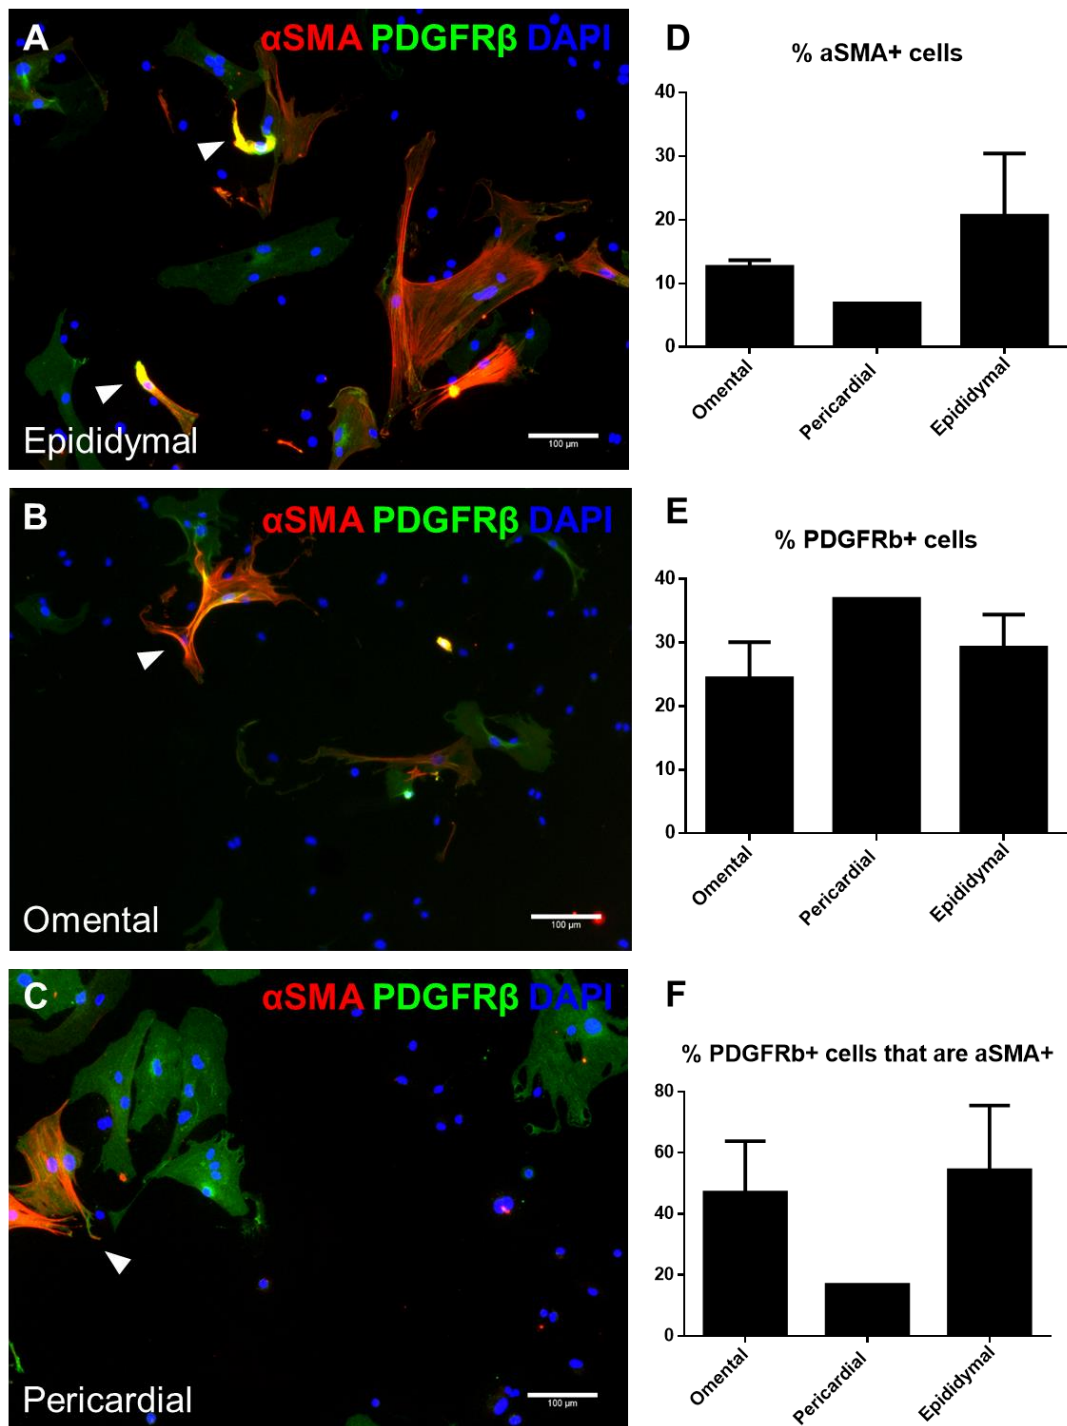 A
αSMA PDGFRβ DAPI
Epididymal
100 µm
B
αSMA PDGFRβ DAPI
Omental
100 µm
C
αSMA PDGFRβ DAPI
Pericardial
100 µm
D
% aSMA+ cells
40
30
20
10
0
Omental
Pericardial
Epididymal
E
% PDGFRb+ cells
40
30
20
10
0
Omental
Pericardial
Epididymal
F
% PDGFRb+ cells that are aSMA+
80
60
40
20
0
Omental
Pericardial
Epididymal